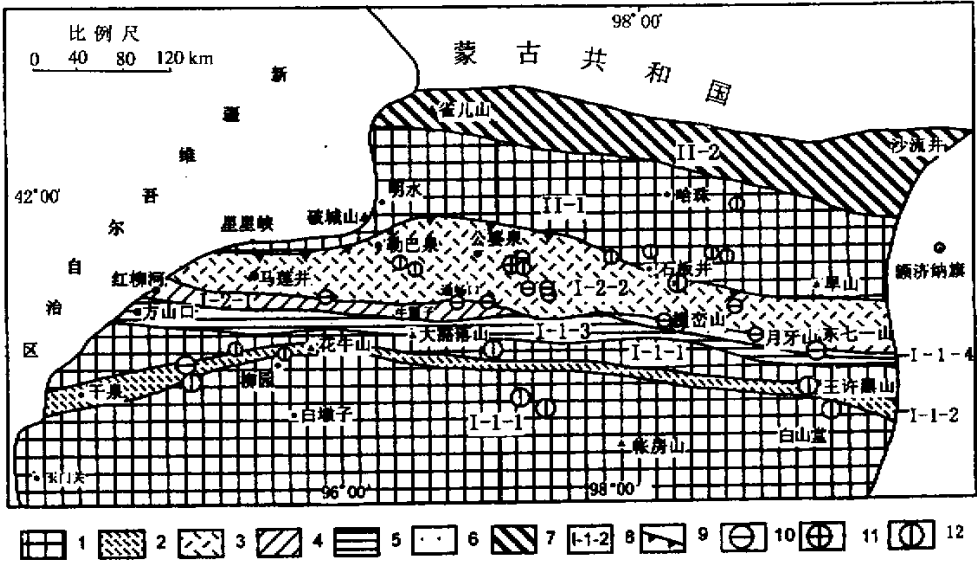 98°00′
比例尺
0 40 80 120 km
蒙古共和国
新疆维吾尔自治区
雀儿山
沙流井
II-2
42°00′
明水
哈珠
II-1
星星峡
破城山
勒巴泉
公婆泉
额济纳旗
红柳河
马莲井
石板井
旱山
I-2-1
I-2-2
方山口
牛圈子
大豁落山
I-1-3
月牙山
东七一山
花牛山
I-1-1
I-1-4
柳园
干泉
王许麒山
白墩子
I-1-1
I-1-2
白山堂
帐房山
玉门关
96°00′
98°00′
1 2 3 4 5 6 7 I-1-2 8 9 10 11 12